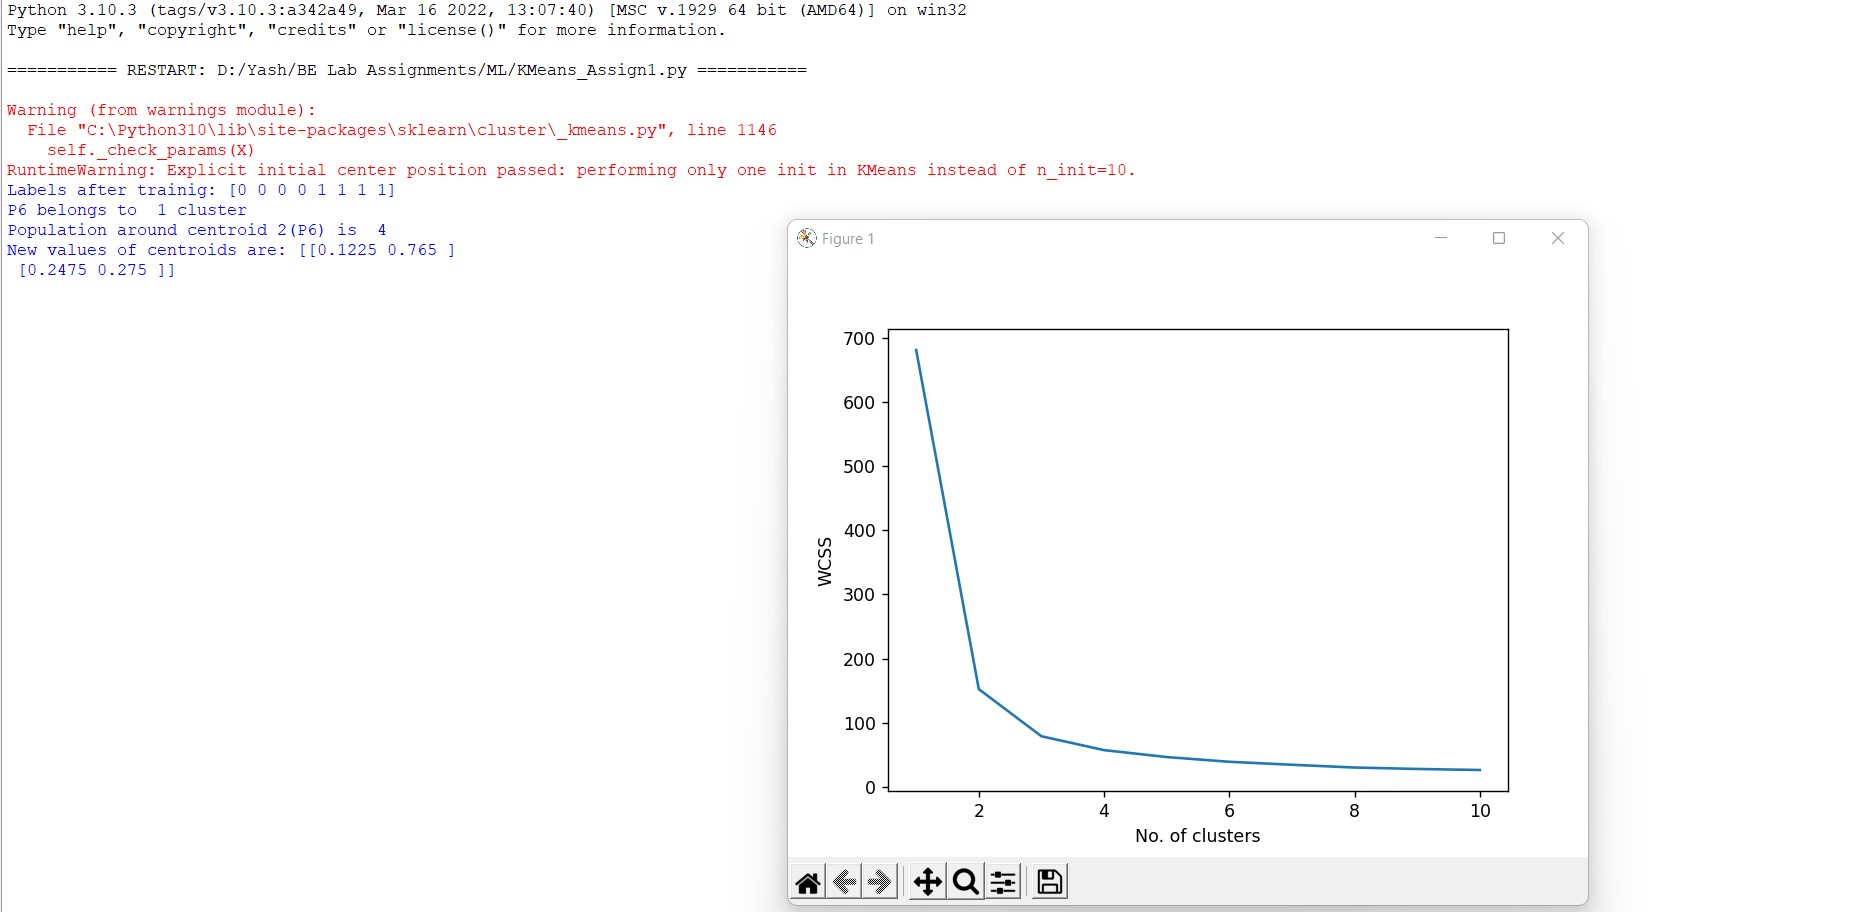 Python 3.10.3 (tags/v3.10.3:a342a49, Mar 16 2022, 13:07:40) [MSC v.1929 64 bit (AMD64)] on win32
Type "help", "copyright", "credits" or "license()" for more information.
=========== RESTART: D:/Yash/BE Lab Assignments/ML/KMeans_Assign1.py ===========
Warning (from warnings module):
File "C:\Python310\lib\site-packages\sklearn\cluster\_kmeans.py", line 1146
self._check_params(X)
RuntimeWarning: Explicit initial center position passed: performing only one init in KMeans instead of n_init=10.
Labels after trainig: [0 0 0 0 1 1 1 1]
P6 belongs to  1 cluster
Population around centroid 2(P6) is  4
New values of centroids are: [[0.1225 0.765 ]
[0.2475 0.275 ]]
Figure 1
700
600
500
400
300
200
100
0
WCSS
2 4 6 8 10
No. of clusters